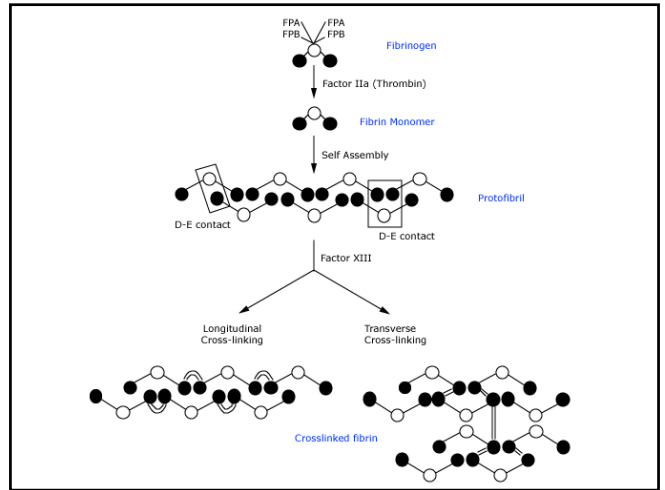 FPA FPA
FPB FPB
Fibrinogen
Factor IIa (Thrombin)
Fibrin Monomer
Self Assembly
Protofibril
D-E contact
D-E contact
Factor XIII
Longitudinal
Cross-linking
Transverse
Cross-linking
Crosslinked fibrin